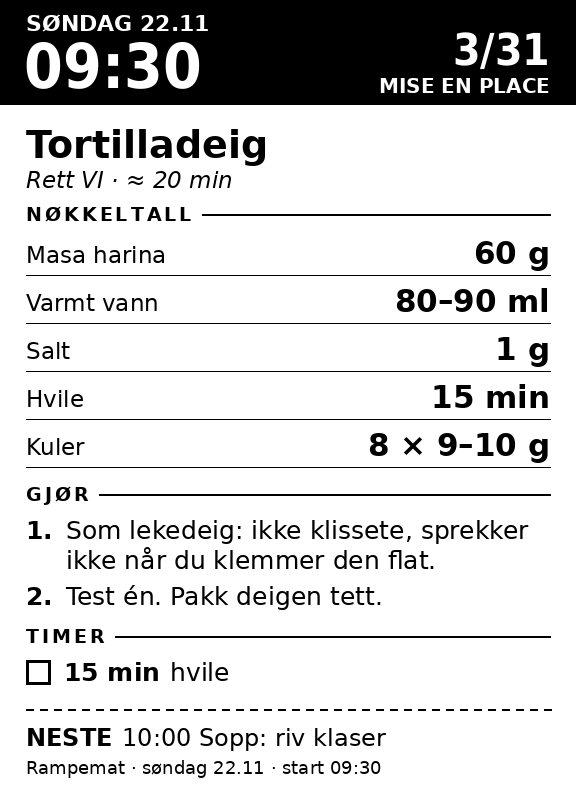 SØNDAG 22.11
09:30
3/31
MISE EN PLACE
Tortilladeig
Rett VI · ≈ 20 min
NØKKELTALL
Masa harina 60 g
Varmt vann 80–90 ml
Salt 1 g
Hvile 15 min
Kuler 8 × 9–10 g
GJØR
1. Som lekedeig: ikke klissete, sprekker
ikke når du klemmer den flat.
2. Test én. Pakk deigen tett.
TIMER
15 min hvile
NESTE 10:00 Sopp: riv klaser
Rampemat · søndag 22.11 · start 09:30